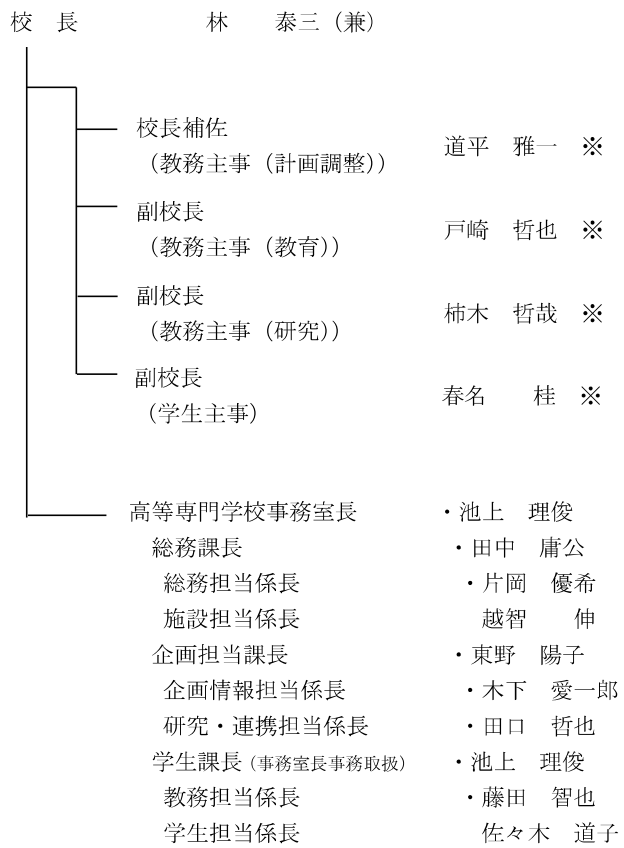 校　長　　　　　林　　泰三（兼）
校長補佐
（教務主事（計画調整））　　道平　雅一　※
副校長
（教務主事（教育））　　戸崎　哲也　※
副校長
（教務主事（研究））　　柿木　哲哉　※
副校長
（学生主事）　　春名　　桂　※
高等専門学校事務室長　　・池上　理俊
総務課長　　・田中　庸公
総務担当係長　　・片岡　優希
施設担当係長　　越智　　伸
企画担当課長　　・東野　陽子
企画情報担当係長　　・木下　愛一郎
研究・連携担当係長　　・田口　哲也
学生課長（事務室長事務取扱）　　・池上　理俊
教務担当係長　　・藤田　智也
学生担当係長　　佐々木　道子